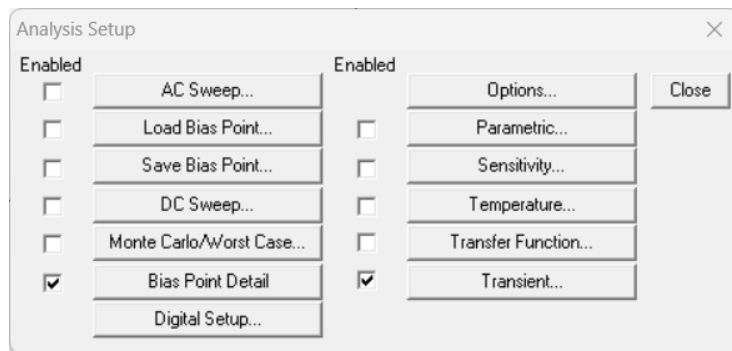 Analysis Setup
Enabled Enabled
AC Sweep... Options... Close
Load Bias Point... Parametric...
Save Bias Point... Sensitivity...
DC Sweep... Temperature...
Monte Carlo/Worst Case... Transfer Function...
Bias Point Detail Transient...
Digital Setup...